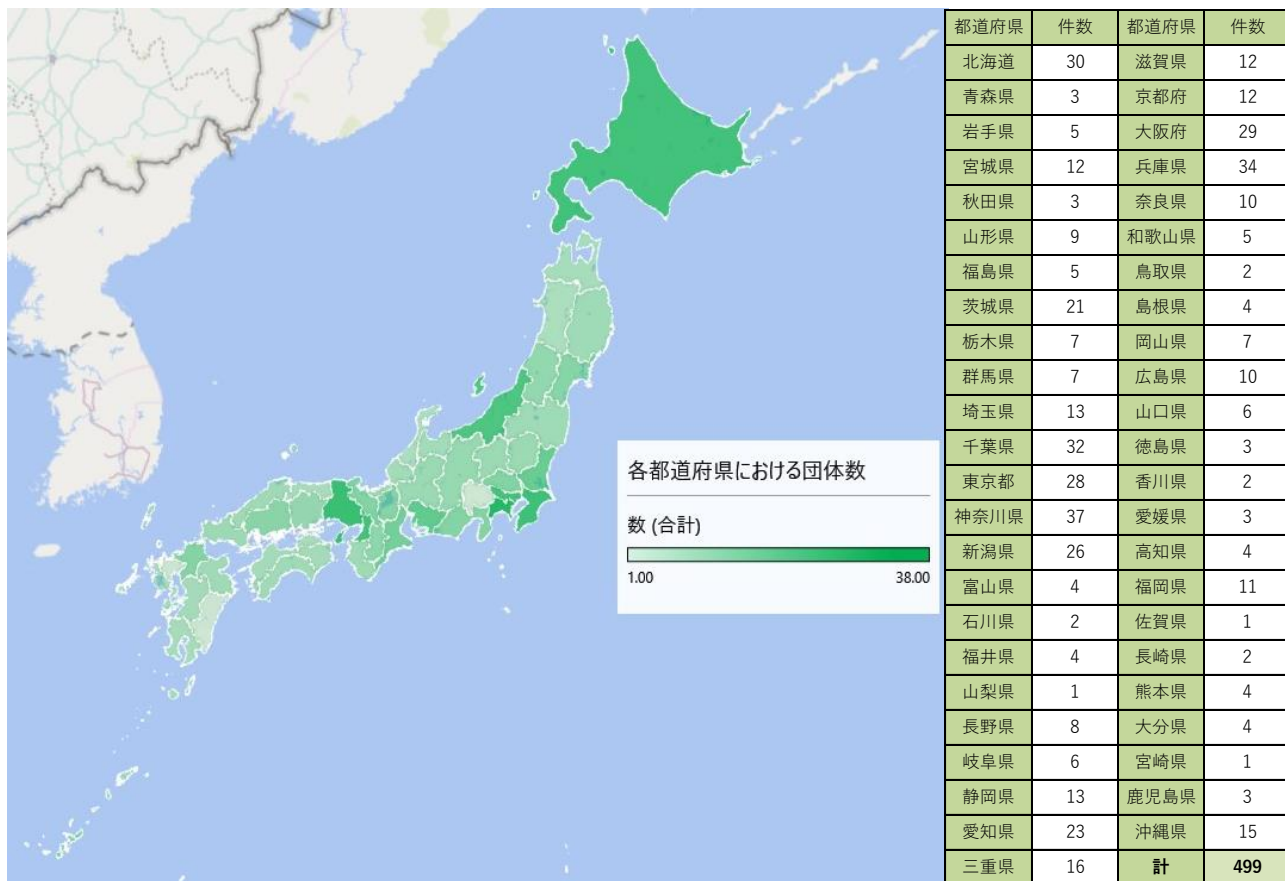 各都道府県における団体数
数 (合計)
1.00 38.00
都道府県 件数 都道府県 件数
北海道 30 滋賀県 12
青森県 3 京都府 12
岩手県 5 大阪府 29
宮城県 12 兵庫県 34
秋田県 3 奈良県 10
山形県 9 和歌山県 5
福島県 5 鳥取県 2
茨城県 21 島根県 4
栃木県 7 岡山県 7
群馬県 7 広島県 10
埼玉県 13 山口県 6
千葉県 32 徳島県 3
東京都 28 香川県 2
神奈川県 37 愛媛県 3
新潟県 26 高知県 4
富山県 4 福岡県 11
石川県 2 佐賀県 1
福井県 4 長崎県 2
山梨県 1 熊本県 4
長野県 8 大分県 4
岐阜県 6 宮崎県 1
静岡県 13 鹿児島県 3
愛知県 23 沖縄県 15
三重県 16 計 499